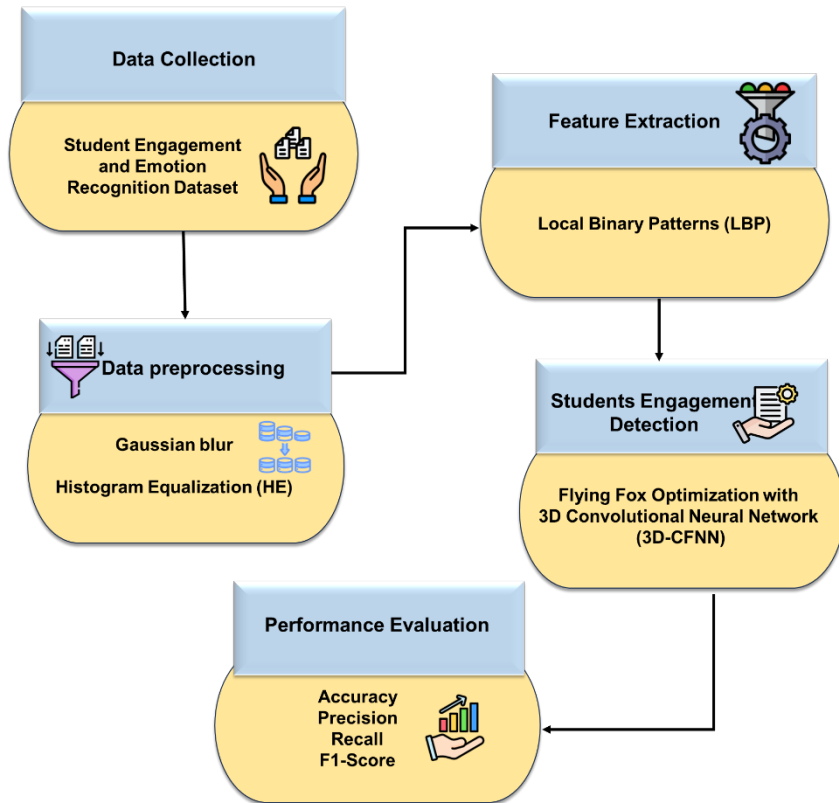 Data Collection
Student Engagement
and Emotion
Recognition Dataset
Data preprocessing
Gaussian blur
Histogram Equalization (HE)
Feature Extraction
Local Binary Patterns (LBP)
Students Engagement
Detection
Flying Fox Optimization with
3D Convolutional Neural Network
(3D-CFNN)
Performance Evaluation
Accuracy
Precision
Recall
F1-Score